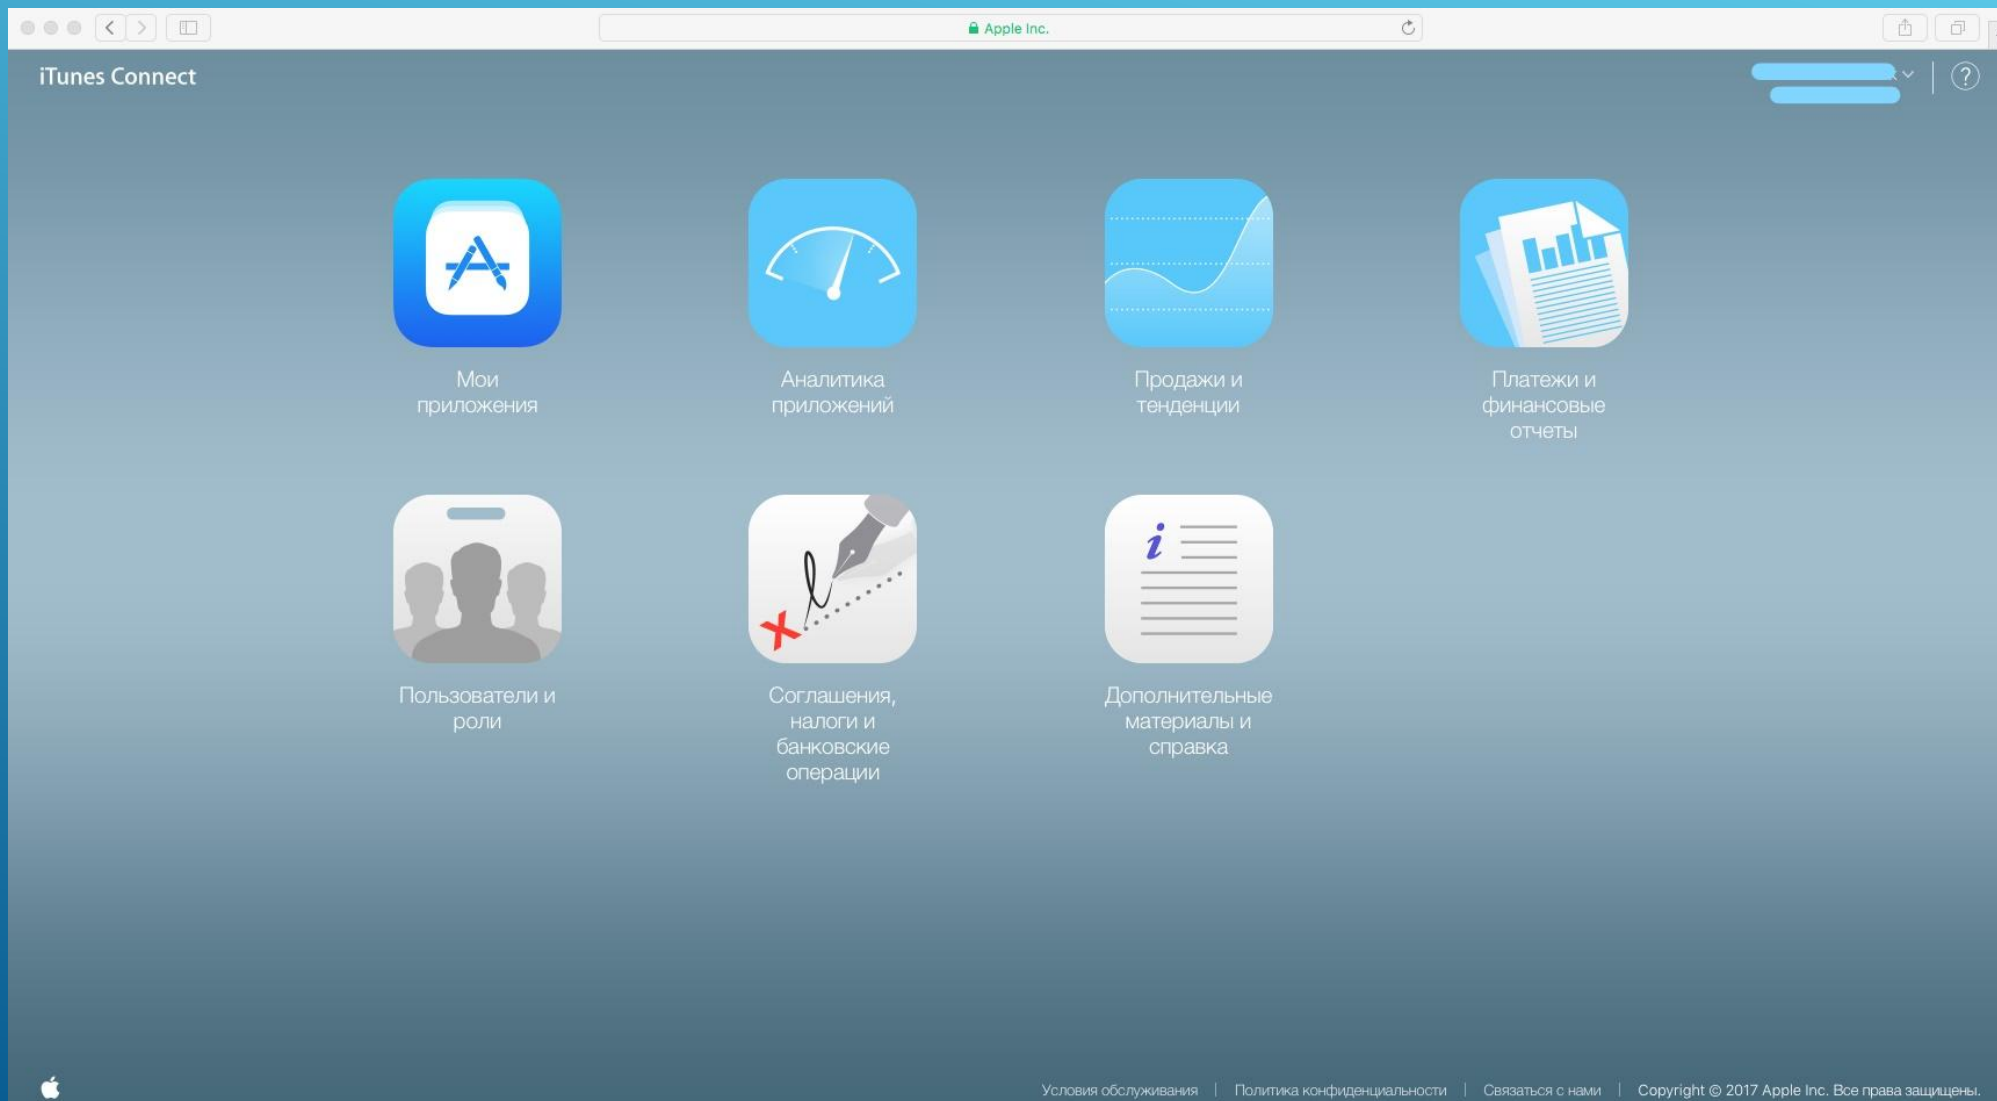 Apple Inc.
iTunes Connect
?
Мои
приложения
Аналитика
приложений
Продажи и
тенденции
Платежи и
финансовые
отчеты
Пользователи и
роли
Соглашения,
налоги и
банковские
операции
Дополнительные
материалы и
справка
Условия обслуживания | Политика конфиденциальности | Связаться с нами | Copyright © 2017 Apple Inc. Все права защищены.